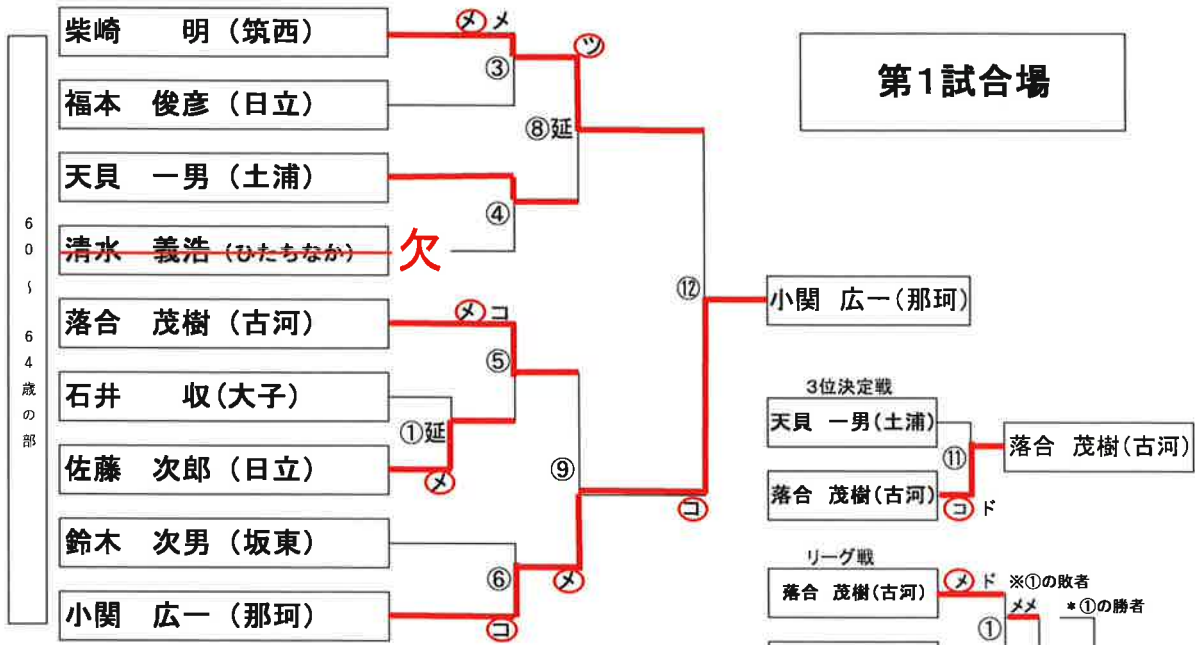 第1試合場
60～64歳の部
柴崎　明（筑西）
メメ
③
ツ
福本　俊彦（日立）
⑧延
天貝　一男（土浦）
④
清水　義浩（ひたちなか）
欠
落合　茂樹（古河）
メコ
⑤
石井　収（大子）
①延
佐藤　次郎（日立）
メ
⑨
鈴木　次男（坂東）
⑥
メ
小関　広一（那珂）
コ
⑫
コ
小関　広一（那珂）
3位決定戦
天貝　一男（土浦）
⑪
落合　茂樹（古河）
落合　茂樹（古河）
コド
リーグ戦
落合　茂樹（古河）
メド
※①の敗者
メメ
*①の勝者
①